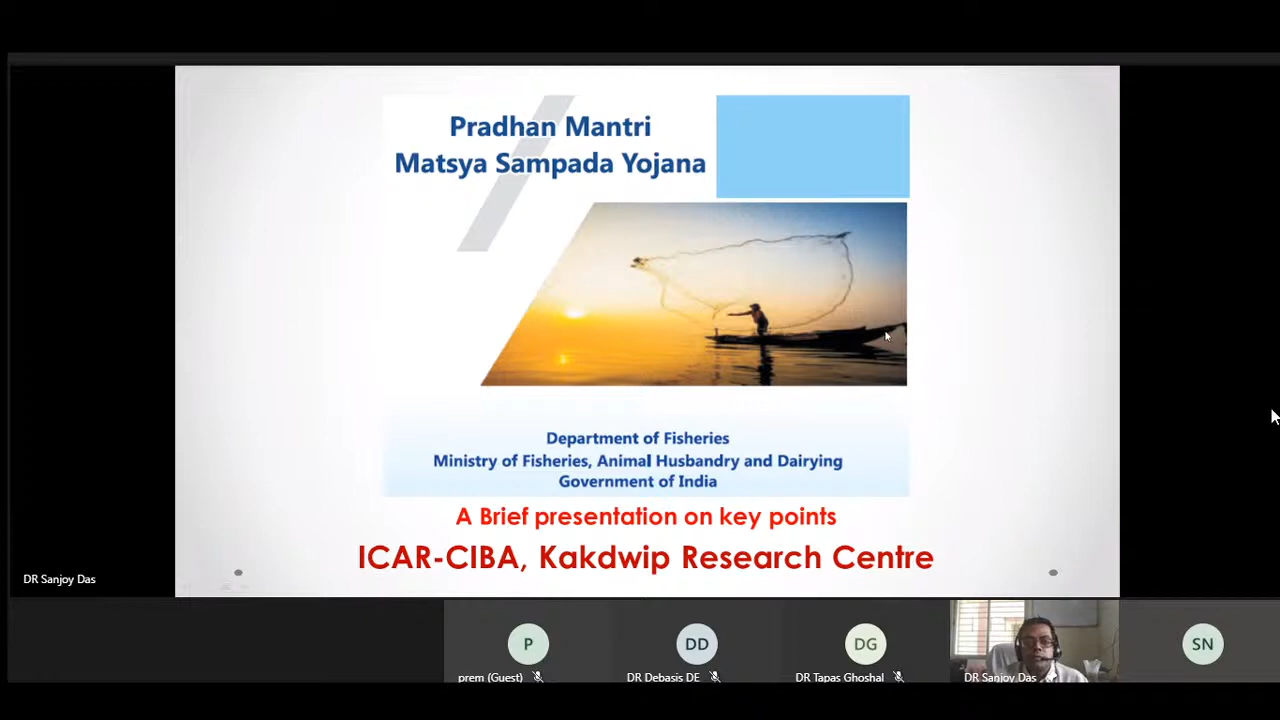 Pradhan Mantri
Matsya Sampada Yojana
Department of Fisheries
Ministry of Fisheries, Animal Husbandry and Dairying
Government of India
A Brief presentation on key points
ICAR-CIBA, Kakdwip Research Centre
DR Sanjoy Das
P
DD
DG
SN
prem (Guest)
DR Debasis DE
DR Tapas Ghoshal
DR Sanjoy Das